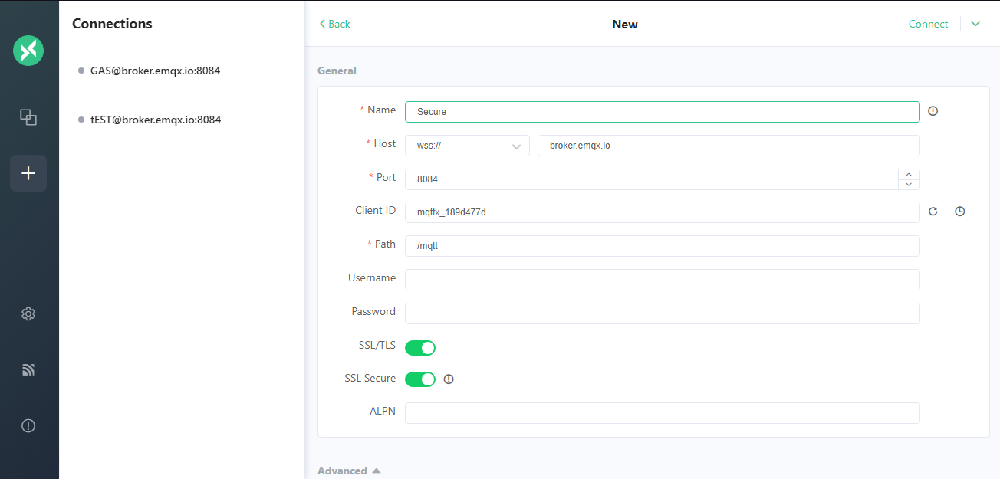 Connections
GAS@broker.emqx.io:8084
tEST@broker.emqx.io:8084
Back
New
Connect
General
* Name
Secure
* Host
wss://
broker.emqx.io
* Port
8084
Client ID
mqttx_189d477d
* Path
/mqtt
Username
Password
SSL/TLS
SSL Secure
ALPN
Advanced